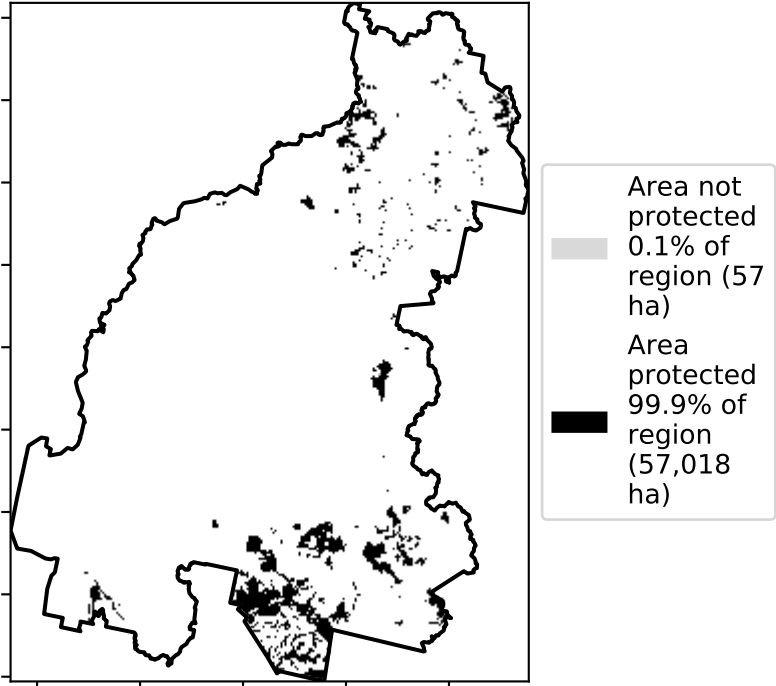 Area not
protected
0.1% of
region (57
ha)
Area
protected
99.9% of
region
(57,018
ha)